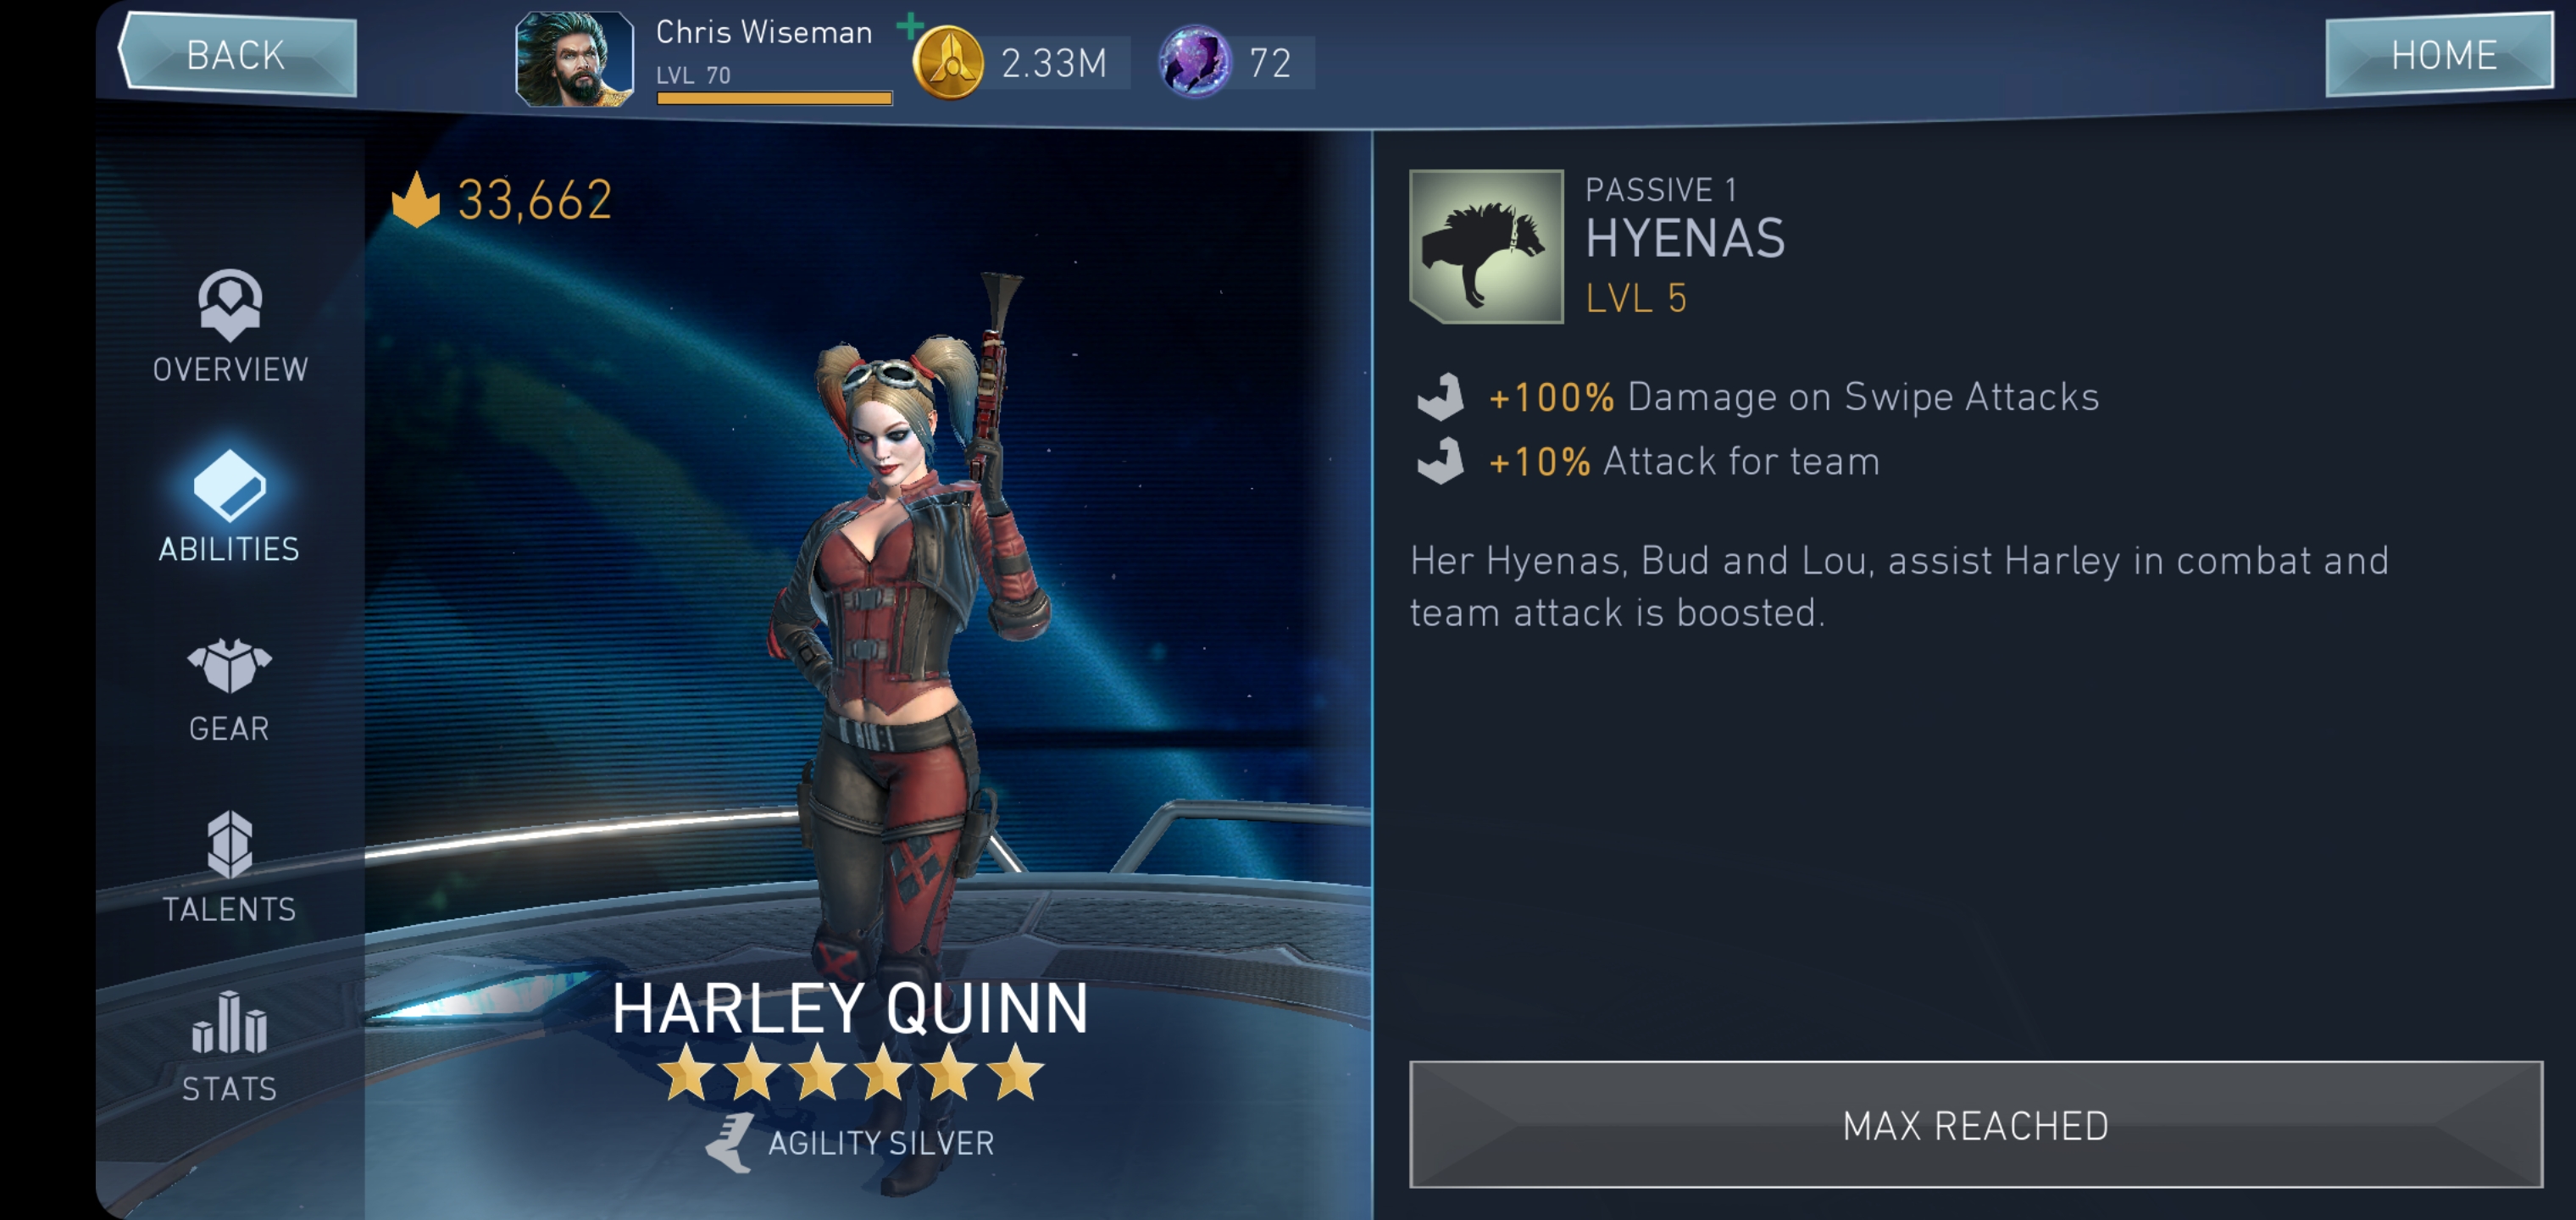 BACK
Chris Wiseman
LVL 70
2.33M
72
HOME
33,662
OVERVIEW
ABILITIES
GEAR
TALENTS
STATS
HARLEY QUINN
AGILITY SILVER
PASSIVE 1
HYENAS
LVL 5
+100% Damage on Swipe Attacks
+10% Attack for team
Her Hyenas, Bud and Lou, assist Harley in combat and
team attack is boosted.
MAX REACHED